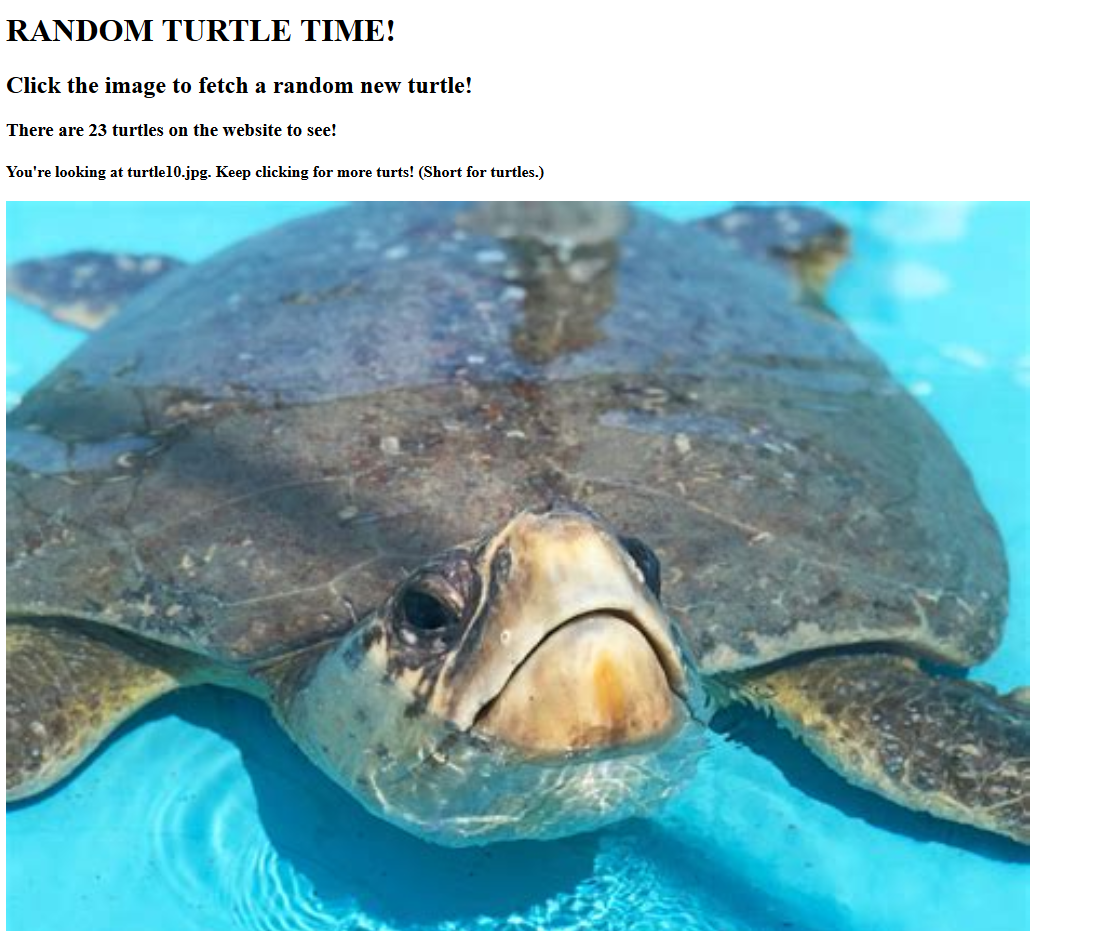 RANDOM TURTLE TIME!
Click the image to fetch a random new turtle!
There are 23 turtles on the website to see!
You're looking at turtle10.jpg. Keep clicking for more turts! (Short for turtles.)